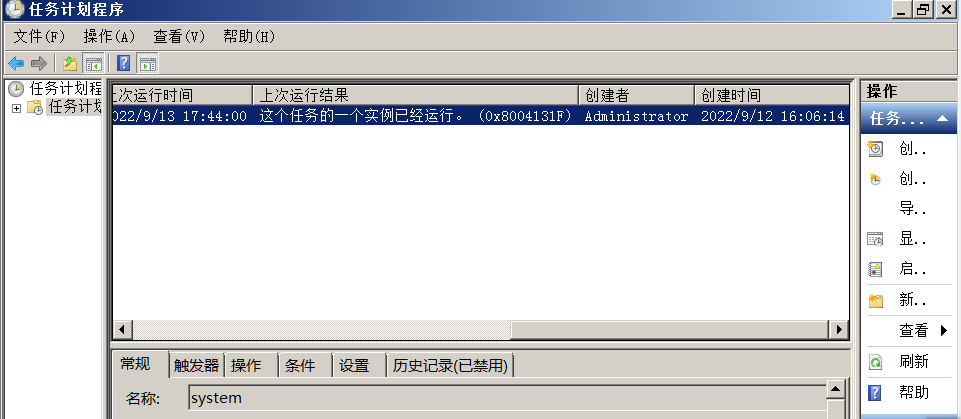 任务计划程序
文件(F) 操作(A) 查看(V) 帮助(H)
任务计划程
任务计划
上次运行时间 上次运行结果 创建者 创建时间
022/9/13 17:44:00 这个任务的一个实例已经运行。 (0x8004131F) Administrator 2022/9/12 16:06:14
操作
任务...
创..
创..
导..
显..
启..
新..
查看
刷新
帮助
常规 触发器 操作 条件 设置 历史记录(已禁用)
名称: system